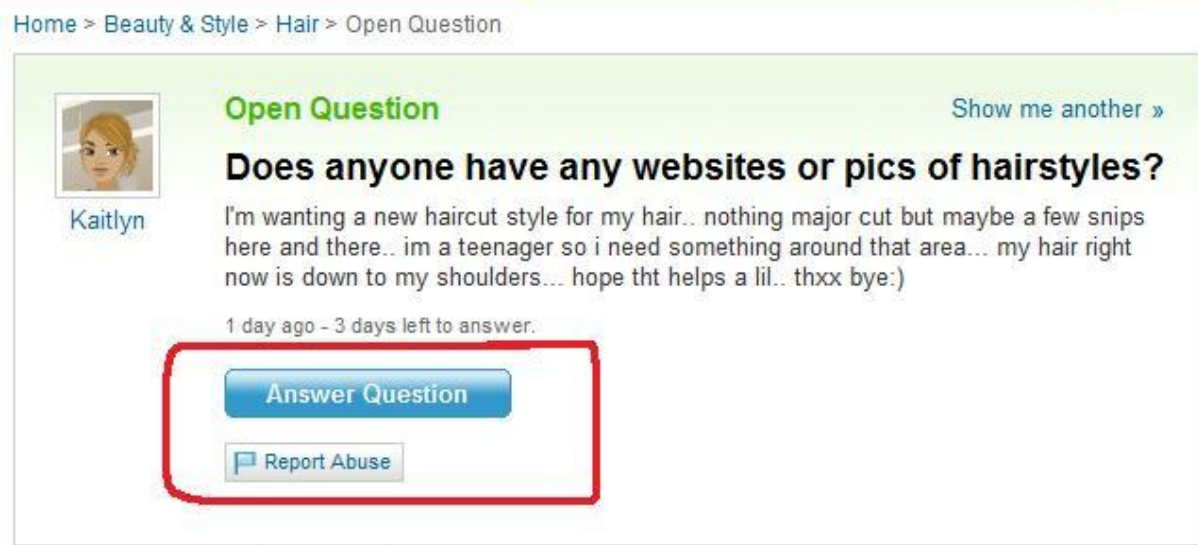 Home > Beauty & Style > Hair > Open Question
Open Question
Show me another »
Does anyone have any websites or pics of hairstyles?
Kaitlyn
I'm wanting a new haircut style for my hair.. nothing major cut but maybe a few snips
here and there.. im a teenager so i need something around that area... my hair right
now is down to my shoulders... hope tht helps a lil.. thxx bye:)
1 day ago - 3 days left to answer.
Answer Question
Report Abuse